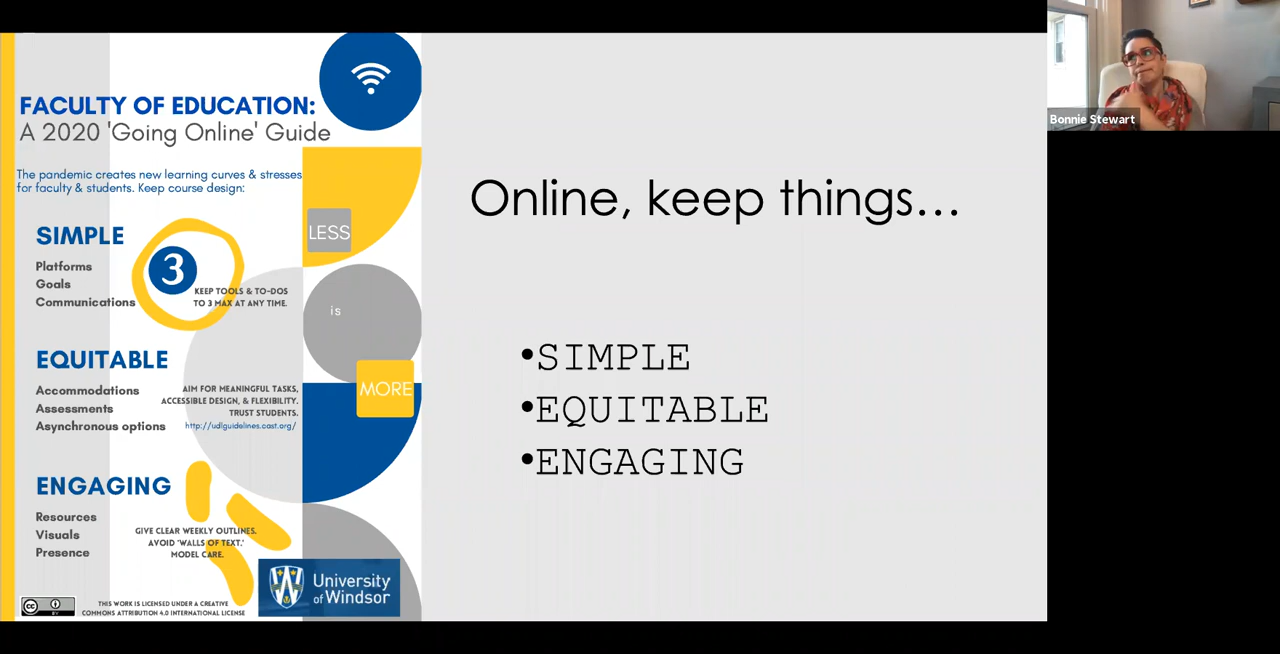 FACULTY OF EDUCATION:
A 2020 'Going Online' Guide
The pandemic creates new learning curves & stresses
for faculty & students. Keep course design:
SIMPLE
Platforms
Goals
Communications
3
KEEP TOOLS & TO-DOS
TO 3 MAX AT ANY TIME.
LESS
is
MORE
EQUITABLE
Accommodations
Assessments
Asynchronous options
AIM FOR MEANINGFUL TASKS,
ACCESSIBLE DESIGN, & FLEXIBILITY.
TRUST STUDENTS.
http://udlguidelines.cast.org/
ENGAGING
Resources
Visuals
Presence
GIVE CLEAR WEEKLY OUTLINES.
AVOID 'WALLS OF TEXT.'
MODEL CARE.
cc
BY
THIS WORK IS LICENSED UNDER A CREATIVE
COMMONS ATTRIBUTION 4.0 INTERNATIONAL LICENSE
University
of Windsor
Online, keep things...
•SIMPLE
•EQUITABLE
•ENGAGING
Bonnie Stewart